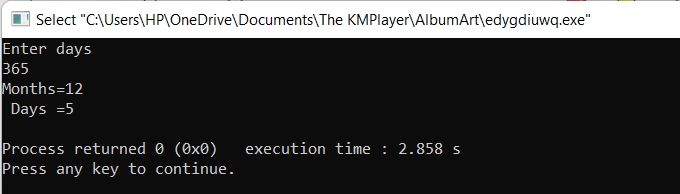 Select "C:\Users\HP\OneDrive\Documents\The KMPlayer\AlbumArt\edygdiuwq.exe"
Enter days
365
Months=12
 Days =5
Process returned 0 (0x0)   execution time : 2.858 s
Press any key to continue.